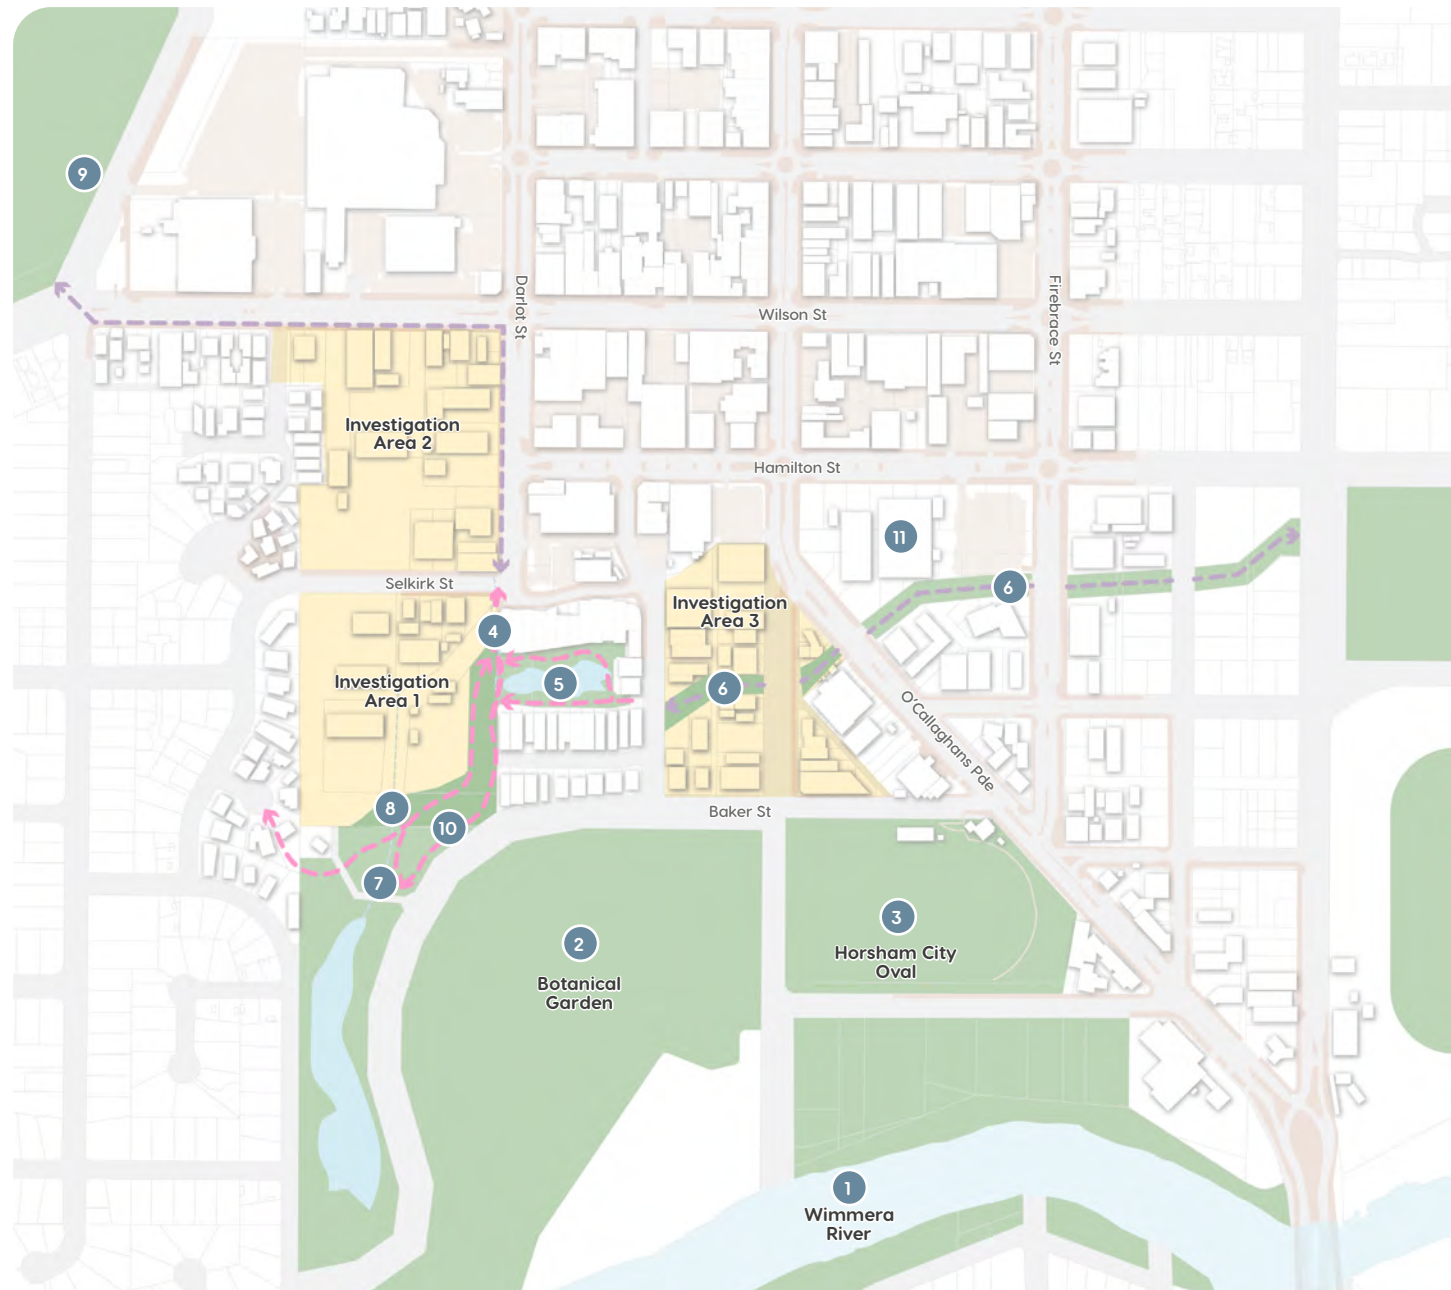 9
Darlot St
Firebrace St
Wilson St
Investigation
Area 2
Hamilton St
11
Selkirk St
6
Investigation
Area 3
4
Investigation
Area 1
5
6
O'Callaghans Pde
8
Baker St
10
7
3
Horsham City
Oval
2
Botanical
Garden
1
Wimmera
River